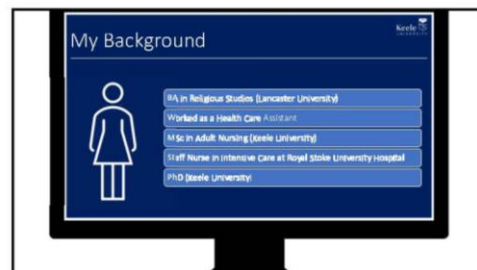 Keele
UNIVERSITY
My Background
BA in Religious Studies (Lancaster University)
Worked as a Health Care Assistant
MSc in Adult Nursing (Keele University)
Staff Nurse in Intensive Care at Royal Stoke University Hospital
PhD (Keele University)